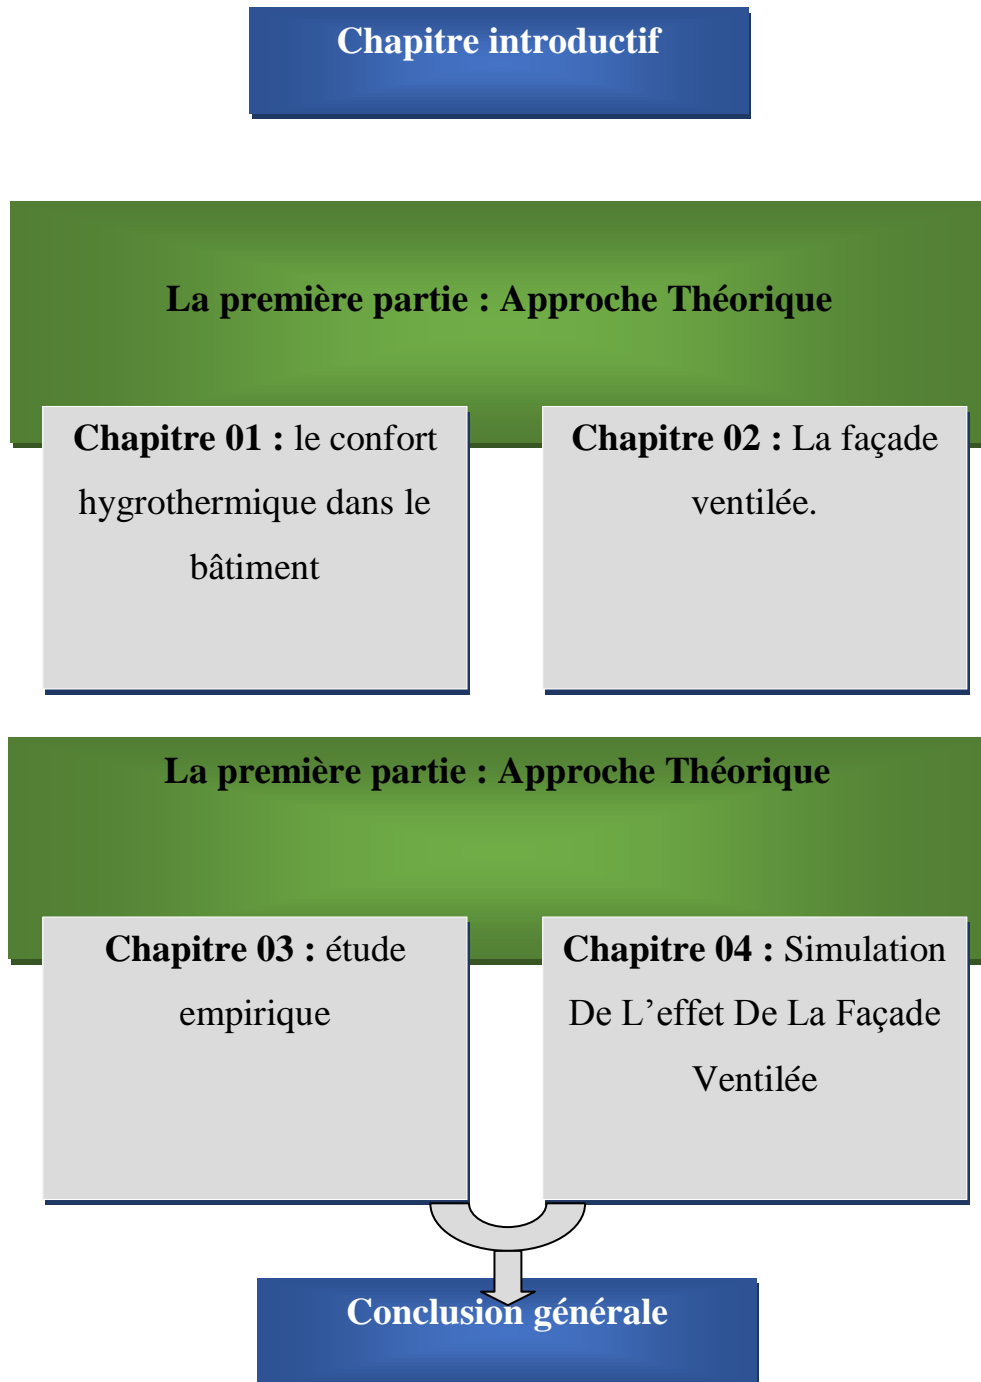 Chapitre introductif
La première partie : Approche Théorique
Chapitre 01 : le confort
hygrothermique dans le
bâtiment
Chapitre 02 : La façade
ventilée.
La première partie : Approche Théorique
Chapitre 03 : étude
empirique
Chapitre 04 : Simulation
De L’effet De La Façade
Ventilée
Conclusion générale